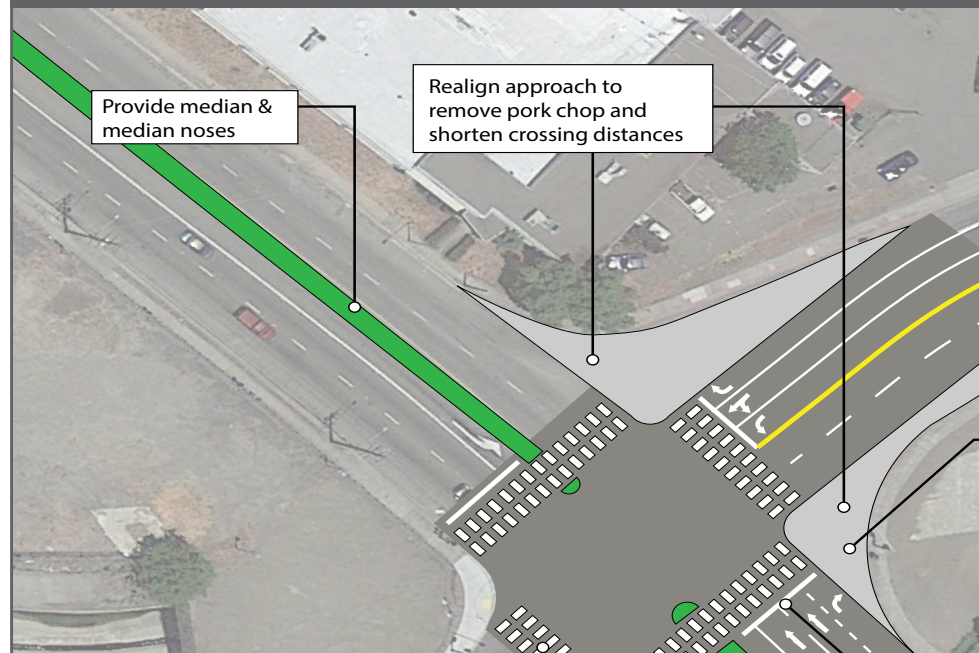 Provide median &
median noses
Realign approach to
remove pork chop and
shorten crossing distances